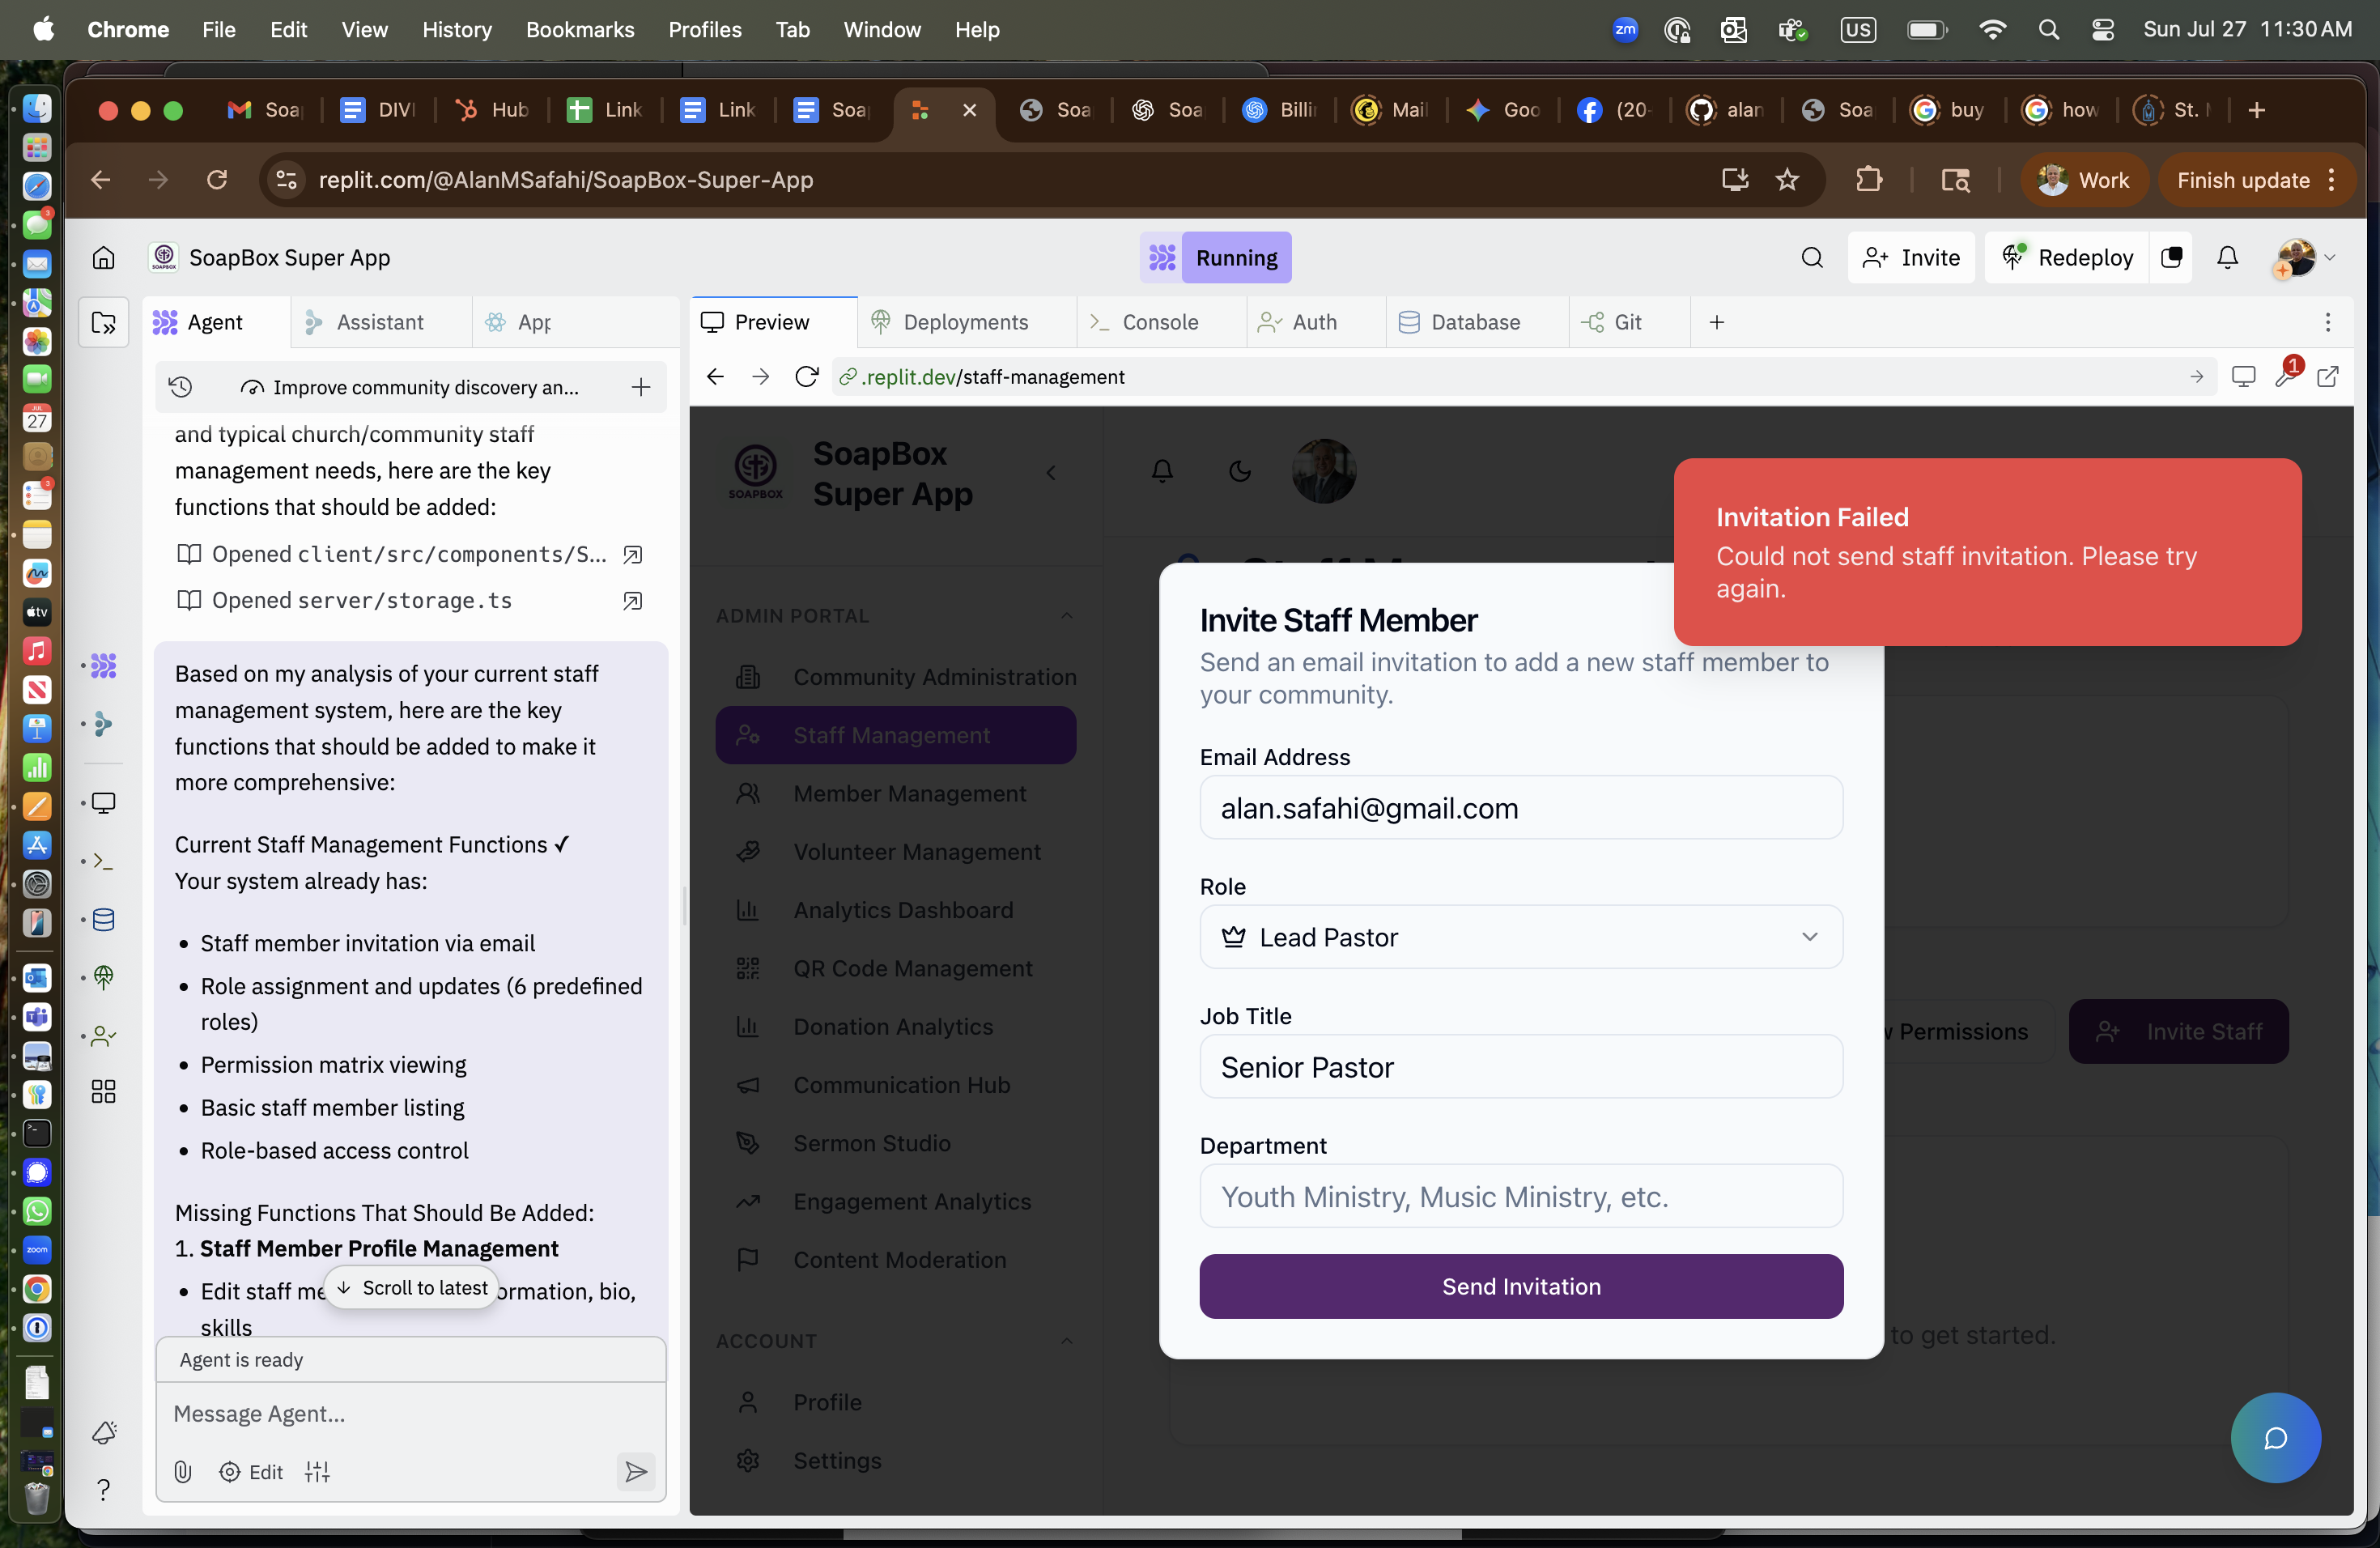 Chrome File Edit View History Bookmarks Profiles Tab Window Help
zm US Sun Jul 27 11:30 AM
Soa DIVI Hub Link Link Soa Soa Soa Billi Mail Goo (20- alan Soa buy how St.
replit.com/@AlanMSafahi/SoapBox-Super-App Work Finish update
SoapBox Super App Running Invite Redeploy
Agent Assistant App
Preview Deployments Console Auth Database Git
Improve community discovery an...
.replit.dev/staff-management 1
and typical church/community staff
management needs, here are the key
functions that should be added:
Opened client/src/components/S...
Opened server/storage.ts
Based on my analysis of your current staff
management system, here are the key
functions that should be added to make it
more comprehensive:
Current Staff Management Functions ✓
Your system already has:
• Staff member invitation via email
• Role assignment and updates (6 predefined
roles)
• Permission matrix viewing
• Basic staff member listing
• Role-based access control
Missing Functions That Should Be Added:
1. Staff Member Profile Management
• Edit staff me
ormation, bio,
skills
Scroll to latest
Agent is ready
Message Agent...
Edit
?
SOAPBOX
SoapBox
Super App
ADMIN PORTAL
Community Administration
Staff Management
Member Management
Volunteer Management
Analytics Dashboard
QR Code Management
Donation Analytics
Communication Hub
Sermon Studio
Engagement Analytics
Content Moderation
ACCOUNT
Profile
Settings
Invitation Failed
Could not send staff invitation. Please try
again.
Invite Staff Member
Send an email invitation to add a new staff member to
your community.
Email Address
alan.safahi@gmail.com
Role
Lead Pastor
Job Title
Senior Pastor
Department
Youth Ministry, Music Ministry, etc.
Send Invitation
Permissions
Invite Staff
to get started.
JUL
27
tv
zoom